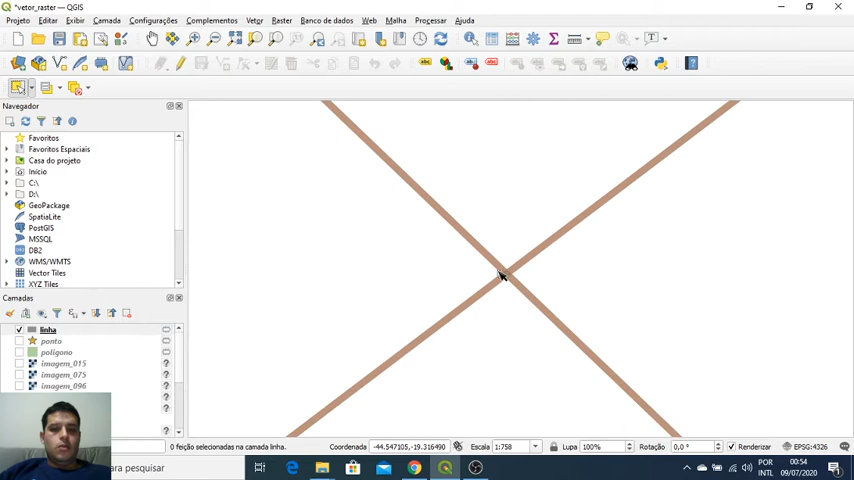 *vetor_raster — QGIS
Projeto Editar Exibir Camada Configurações Complementos Vetor Raster Banco de dados Web Malha Processar Ajuda
Navegador
Favoritos
Favoritos Espaciais
Casa do projeto
Início
C:\
D:\
GeoPackage
SpatiaLite
PostGIS
MSSQL
DB2
WMS/WMTS
Vector Tiles
XYZ Tiles
Camadas
linha
ponto
poligono
imagem_015
imagem_075
imagem_096
0 feição selecionadas na camada linha. Coordenada -44.547105,-19.316490 Escala 1:758 Lupa 100% Rotação 0,0 ° Renderizar EPSG:4326
para pesquisar
POR
INTL
00:54
09/07/2020